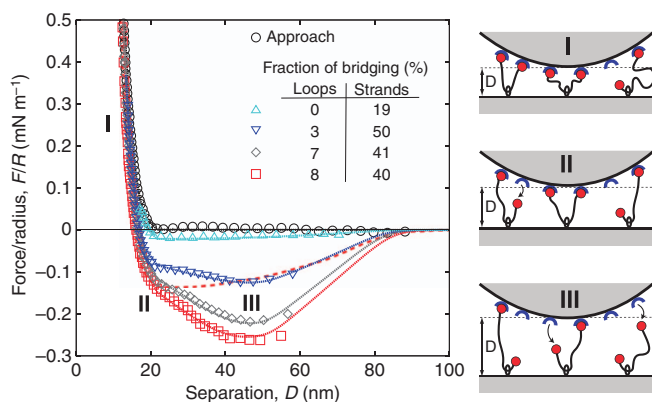 0.5
0.4
0.3
0.2
0.1
0
−0.1
−0.2
−0.3
Force/radius, F/R (mN m−1)
Approach
Fraction of bridging (%)
Loops Strands
0 19
3 50
7 41
8 40
I
II
III
0 20 40 60 80 100
Separation, D (nm)
I
D
II
D
III
D